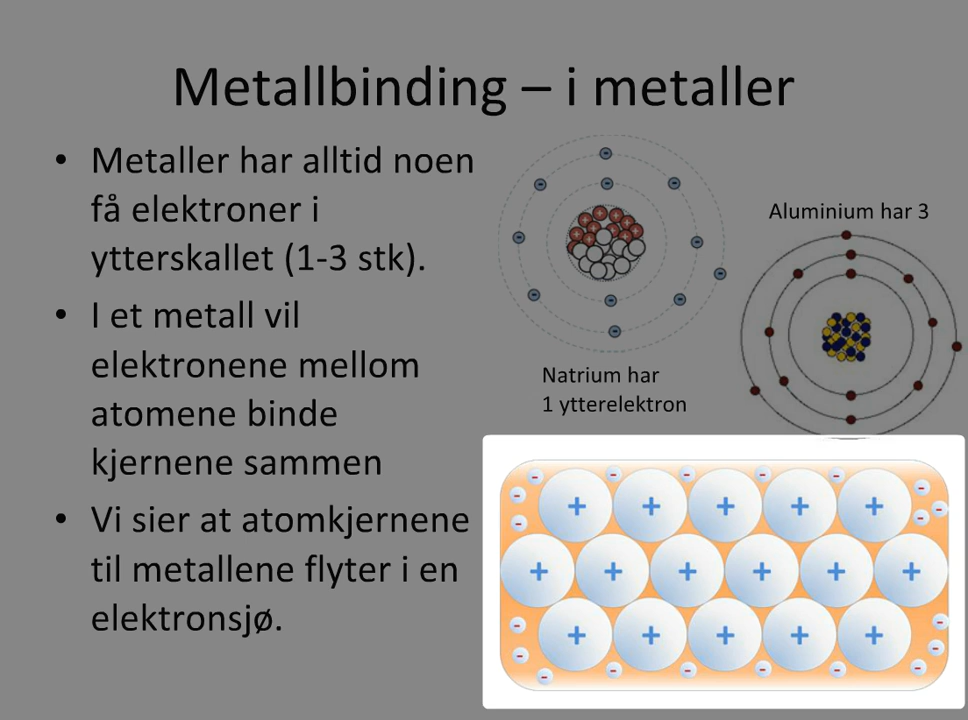 Metallbinding – i metaller
• Metaller har alltid noen
få elektroner i
ytterskallet (1-3 stk).
• I et metall vil
elektronene mellom
atomene binde
kjernene sammen
• Vi sier at atomkjernene
til metallene flyter i en
elektronsjø.
Aluminium har 3
Natrium har
1 ytterelektron